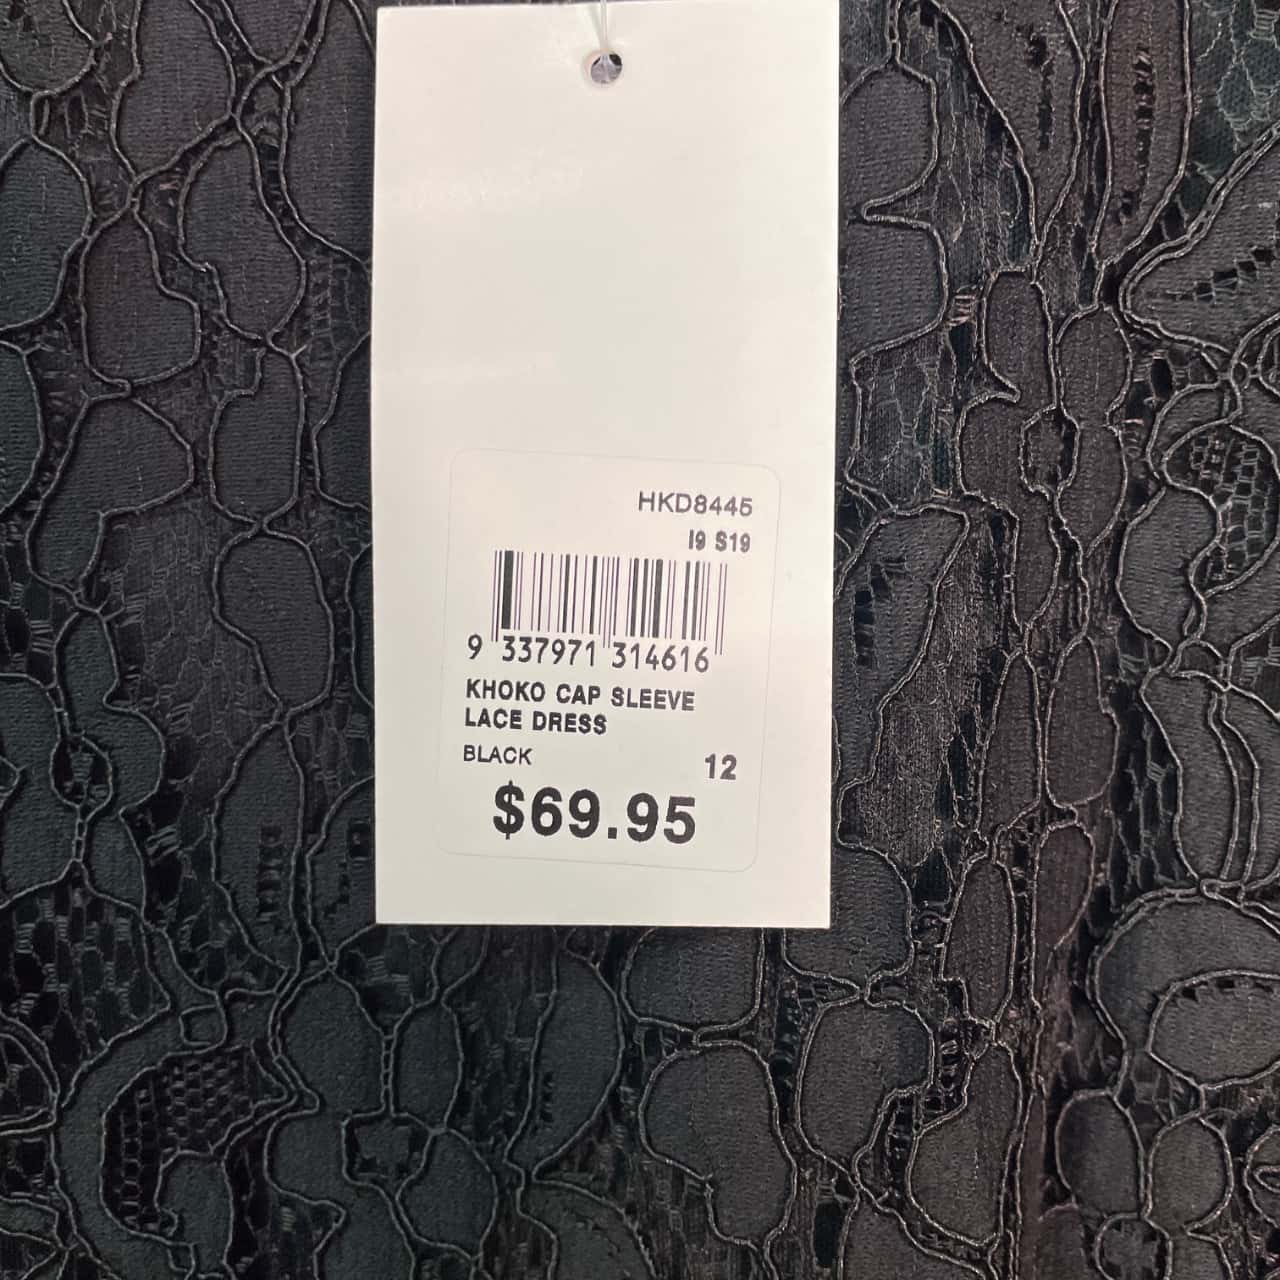 HKD8445
I9 S19
9 337971 314616
KHOKO CAP SLEEVE
LACE DRESS
BLACK 12
$69.95